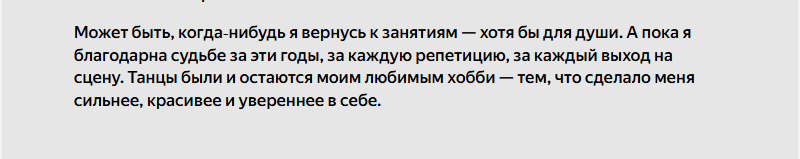 Может быть, когда-нибудь я вернусь к занятиям — хотя бы для души. А пока я
благодарна судьбе за эти годы, за каждую репетицию, за каждый выход на
сцену. Танцы были и остаются моим любимым хобби — тем, что сделало меня
сильнее, красивее и увереннее в себе.